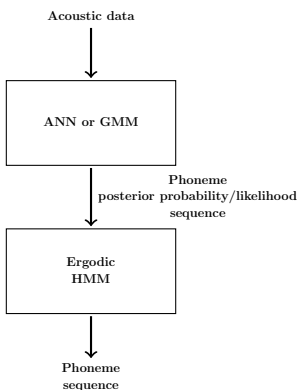 Acoustic data
ANN or GMM
Phoneme
posterior probability/likelihood
sequence
Ergodic
HMM
Phoneme
sequence